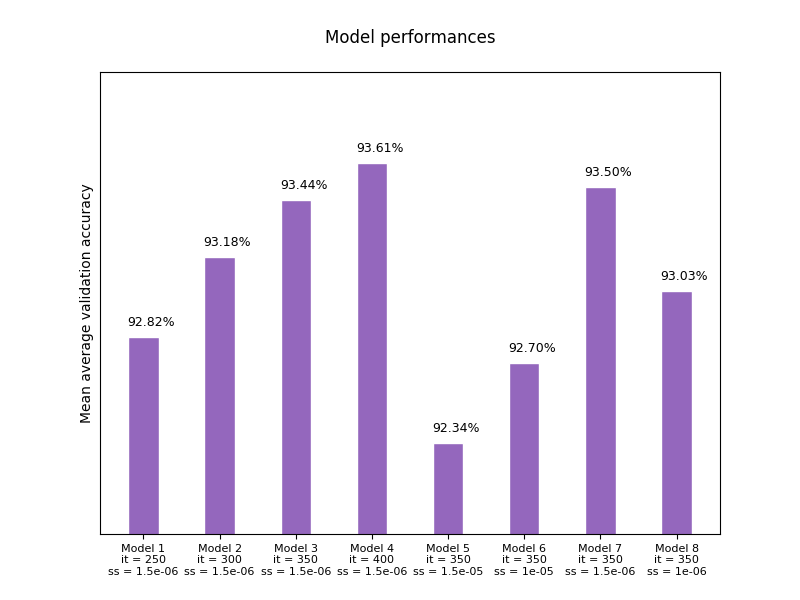 Model performances
Mean average validation accuracy
92.82%
93.18%
93.44%
93.61%
92.34%
92.70%
93.50%
93.03%
Model 1
it = 250
ss = 1.5e-06
Model 2
it = 300
ss = 1.5e-06
Model 3
it = 350
ss = 1.5e-06
Model 4
it = 400
ss = 1.5e-06
Model 5
it = 350
ss = 1.5e-05
Model 6
it = 350
ss = 1e-05
Model 7
it = 350
ss = 1.5e-06
Model 8
it = 350
ss = 1e-06